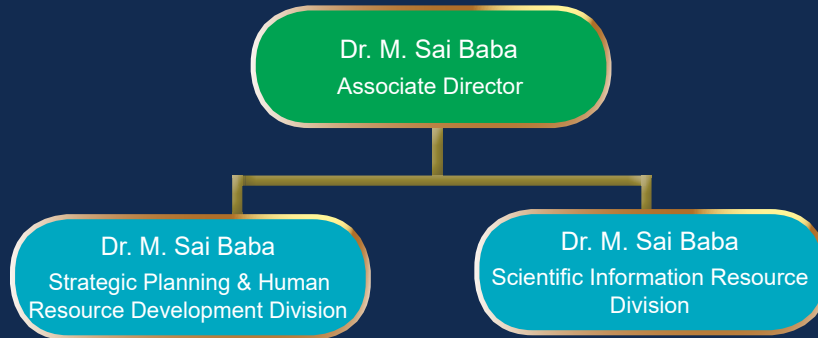 Dr. M. Sai Baba
Associate Director
Dr. M. Sai Baba
Strategic Planning & Human
Resource Development Division
Dr. M. Sai Baba
Scientific Information Resource
Division